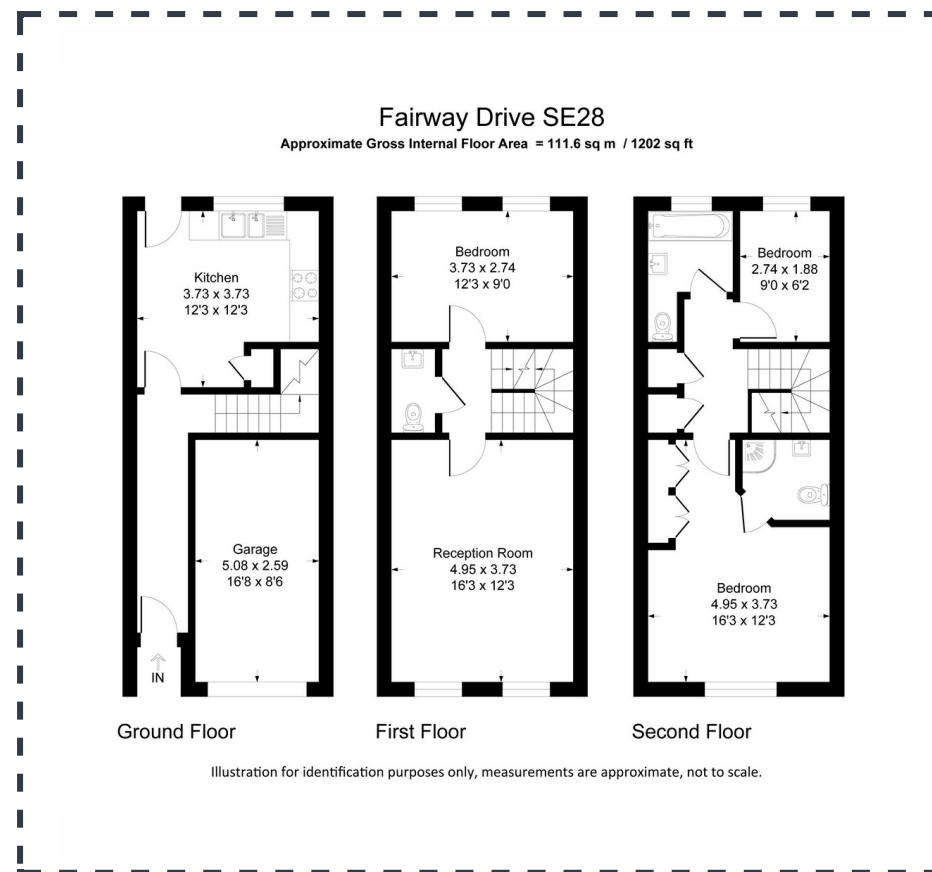 Fairway Drive SE28
Approximate Gross Internal Floor Area = 111.6 sq m / 1202 sq ft
Kitchen
3.73 x 3.73
12'3 x 12'3
Garage
5.08 x 2.59
16'8 x 8'6
IN
Ground Floor
Bedroom
3.73 x 2.74
12'3 x 9'0
Reception Room
4.95 x 3.73
16'3 x 12'3
First Floor
Bedroom
2.74 x 1.88
9'0 x 6'2
Bedroom
4.95 x 3.73
16'3 x 12'3
Second Floor
Illustration for identification purposes only, measurements are approximate, not to scale.